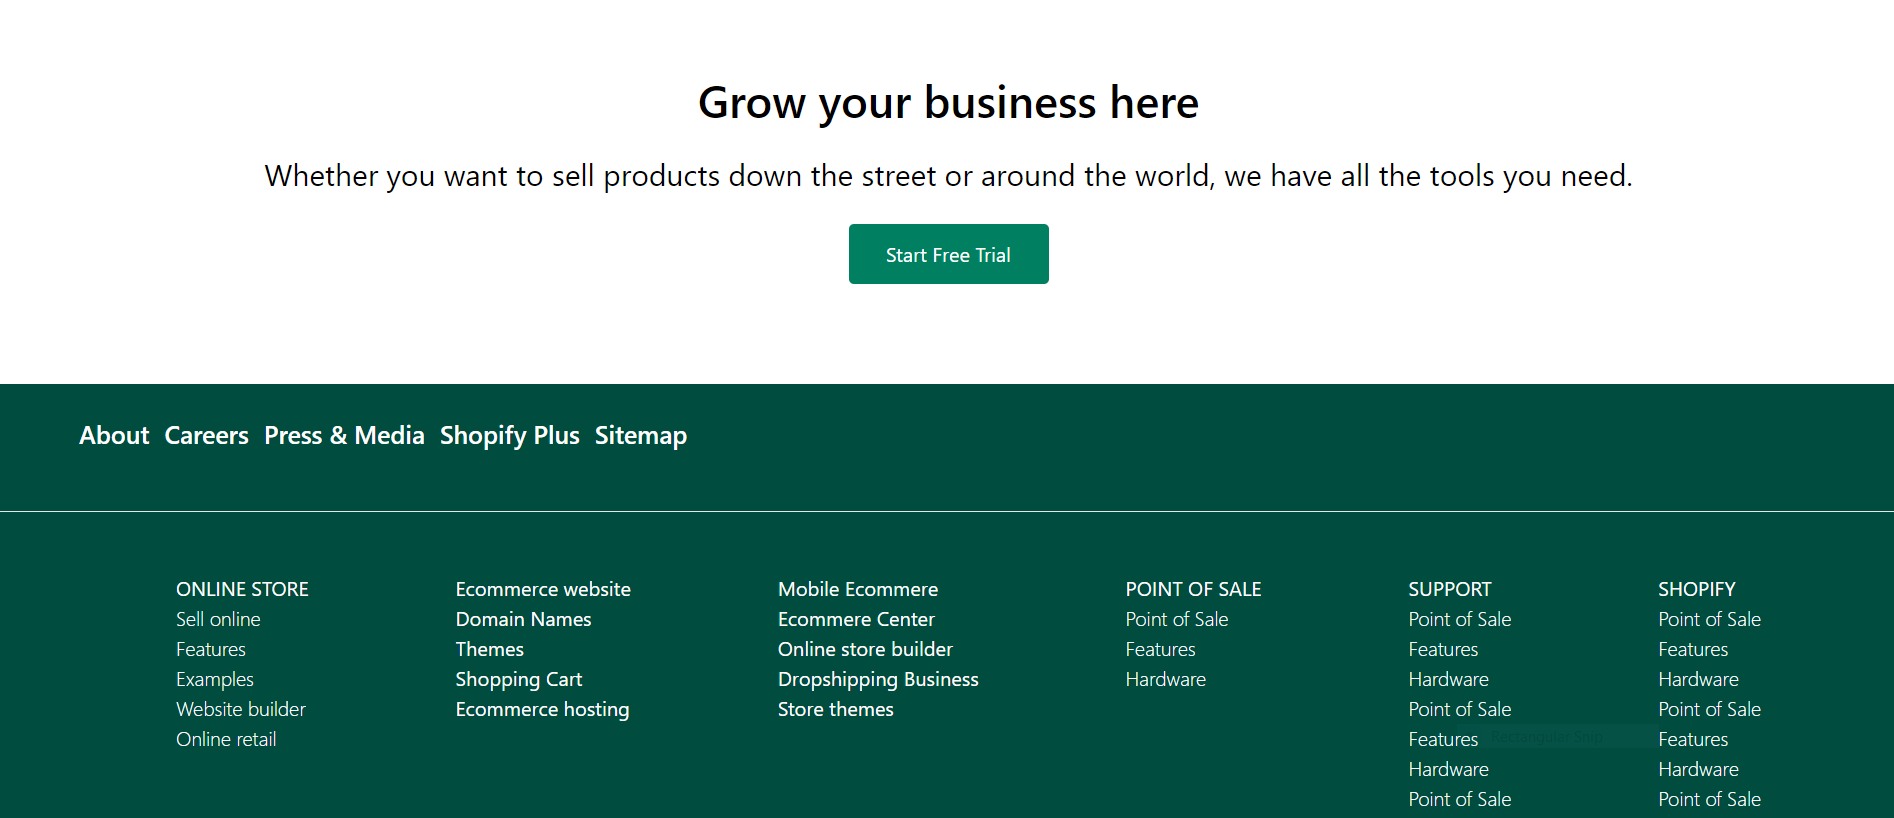 Grow your business here
Whether you want to sell products down the street or around the world, we have all the tools you need.
Start Free Trial
About Careers Press & Media Shopify Plus Sitemap
ONLINE STORE
Sell online
Features
Examples
Website builder
Online retail
Ecommerce website
Domain Names
Themes
Shopping Cart
Ecommerce hosting
Mobile Ecommere
Ecommere Center
Online store builder
Dropshipping Business
Store themes
POINT OF SALE
Point of Sale
Features
Hardware
SUPPORT
Point of Sale
Features
Hardware
Point of Sale
Features
Hardware
Point of Sale
Rectangular Snip
SHOPIFY
Point of Sale
Features
Hardware
Point of Sale
Features
Hardware
Point of Sale